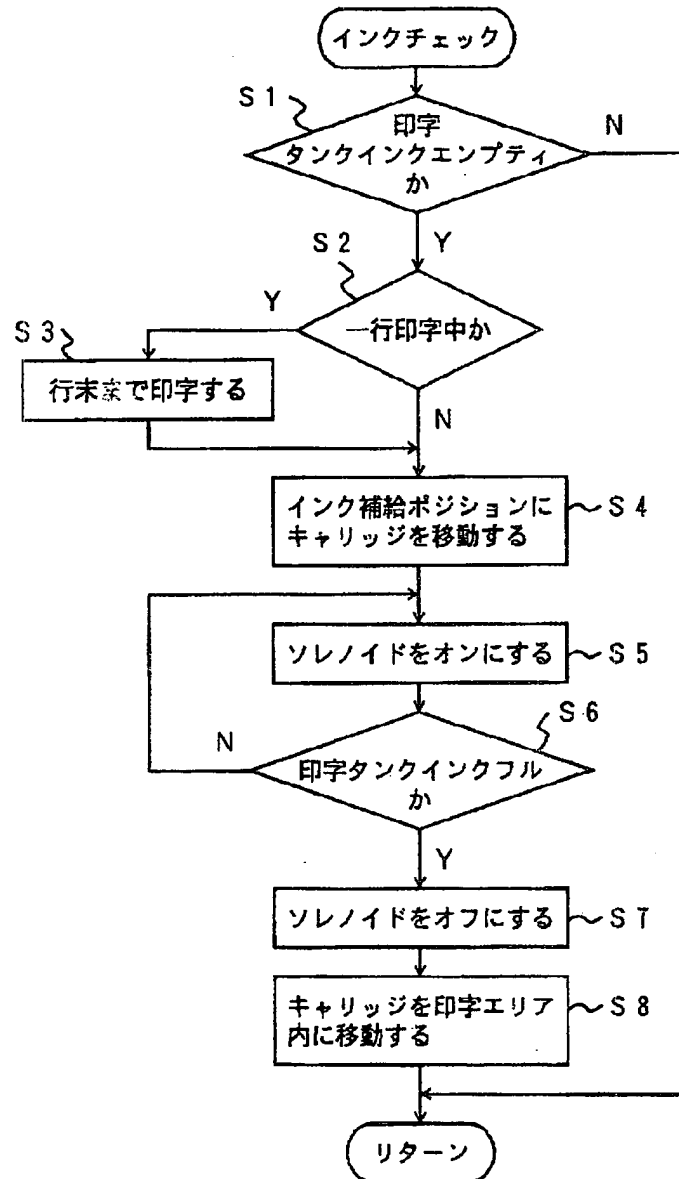 インクチェック
S1
印字
タンクインクエンプティ
か
N
Y
S2
一行印字中か
Y
N
S3
行末まで印字する
インク補給ポジションに
キャリッジを移動する
S4
ソレノイドをオンにする
S5
S6
印字タンクインクフル
か
N
Y
ソレノイドをオフにする
S7
キャリッジを印字エリア
内に移動する
S8
リターン